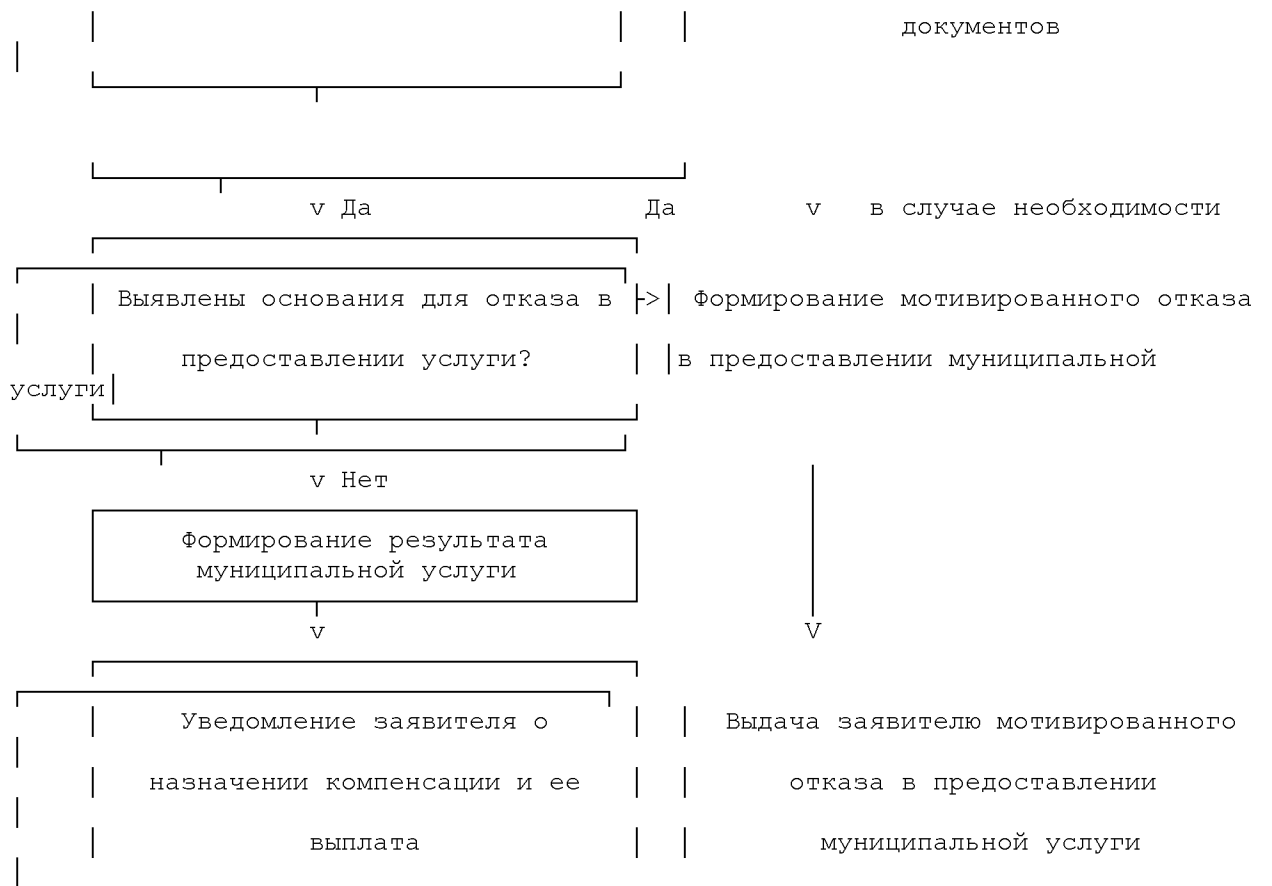 документов
v Да Да v в случае необходимости
Выявлены основания для отказа в -> Формирование мотивированного отказа
предоставлении услуги? в предоставлении муниципальной
услуги
v Нет
Формирование результата
муниципальной услуги
v V
Уведомление заявителя о Выдача заявителю мотивированного
назначении компенсации и ее отказа в предоставлении
выплата муниципальной услуги